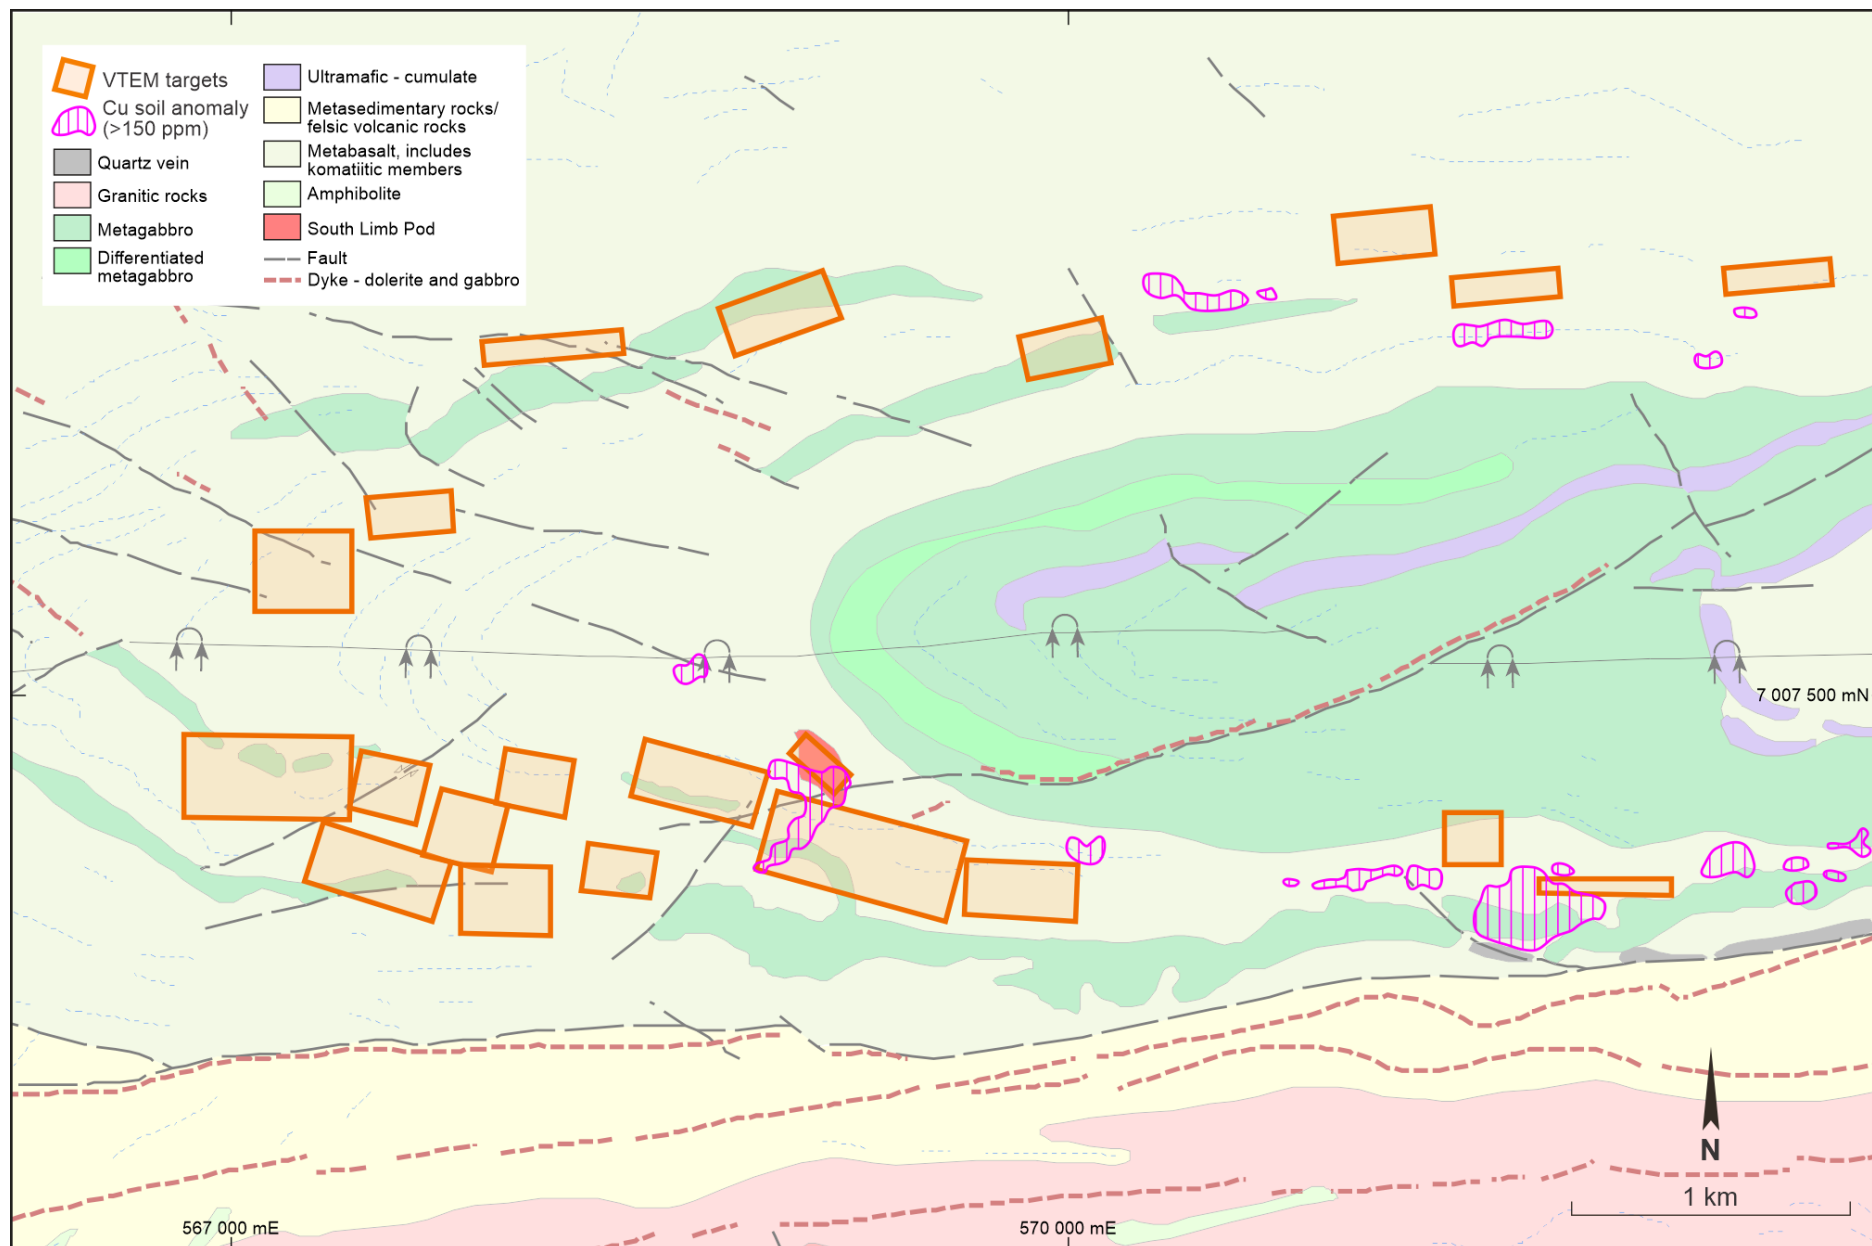 VTEM targets
Cu soil anomaly
(>150 ppm)
Quartz vein
Granitic rocks
Metagabbro
Differentiated
metagabbro
Ultramafic - cumulate
Metasedimentary rocks/
felsic volcanic rocks
Metabasalt, includes
komatiitic members
Amphibolite
South Limb Pod
Fault
Dyke - dolerite and gabbro
7 007 500 mN
N
1 km
567 000 mE
570 000 mE